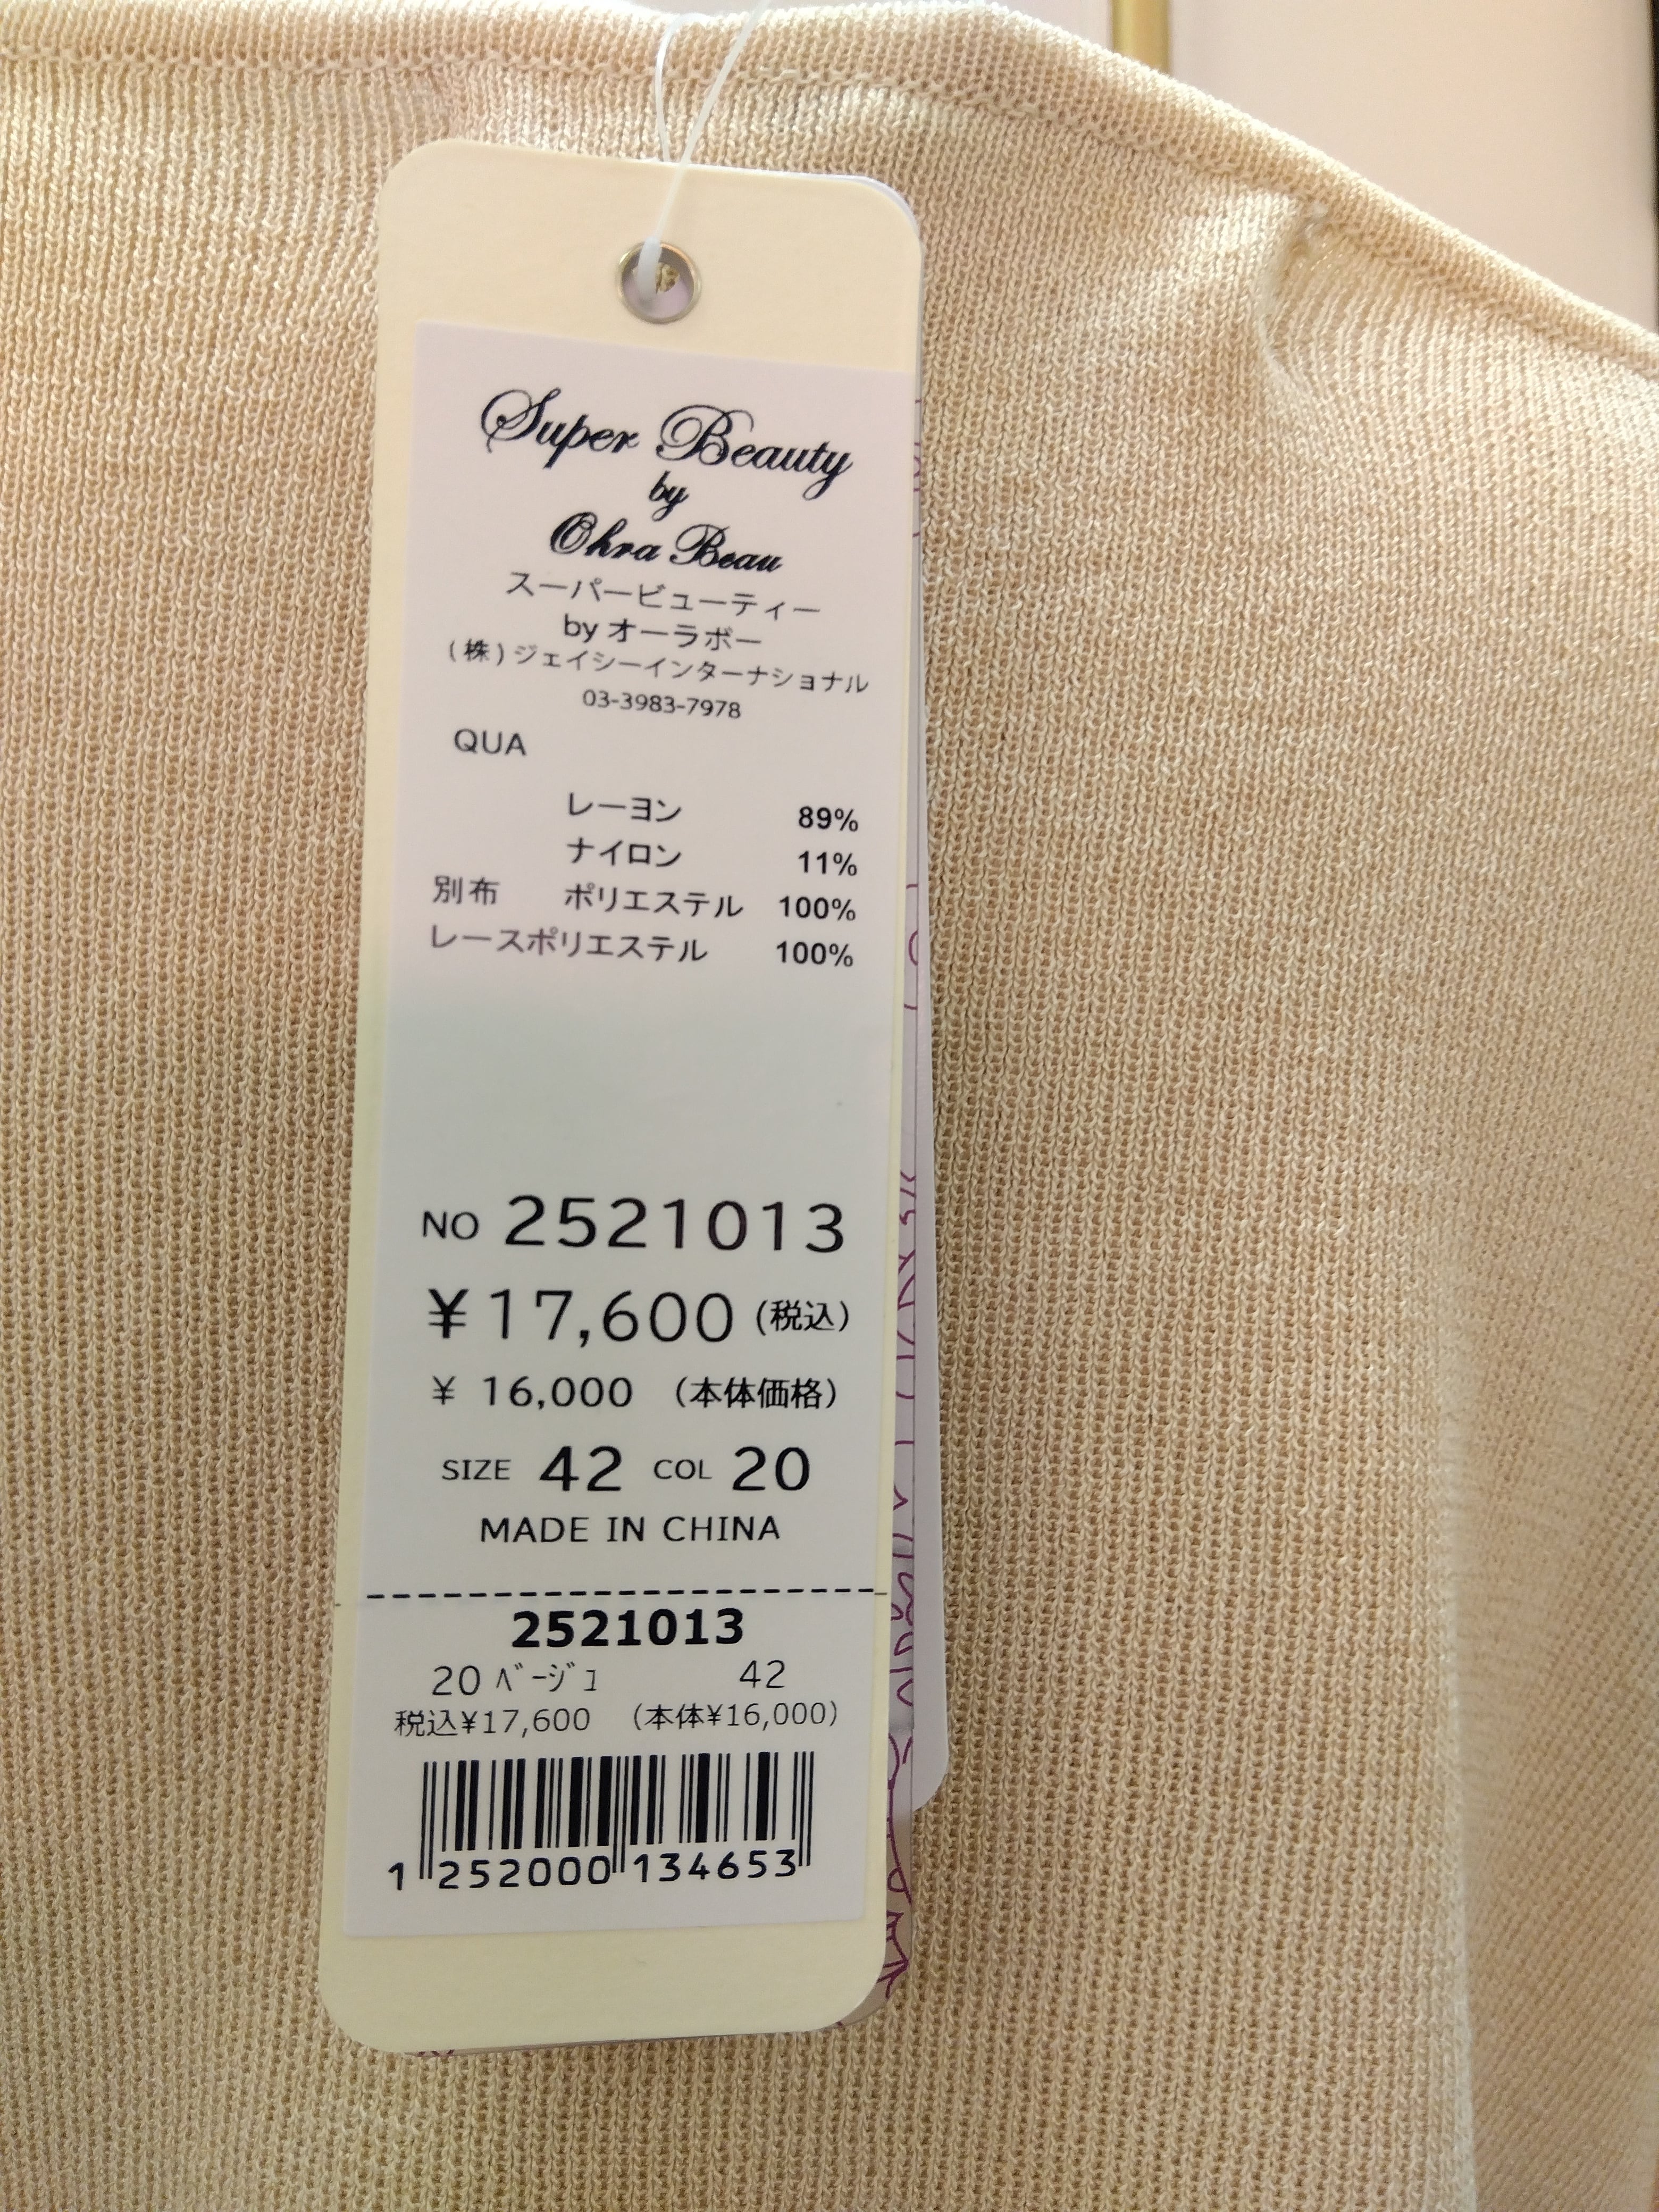 Super Beauty
by
Ohra Beau
スーパービューティー
by オーラボー
(株)ジェイシーインターナショナル
03-3983-7978
QUA
レーヨン 89%
ナイロン 11%
別布 ポリエステル 100%
レースポリエステル 100%
NO 2521013
¥17,600 (税込)
¥ 16,000 (本体価格)
SIZE 42 COL 20
MADE IN CHINA
2521013
20 ﾍﾞｰｼﾞｭ 42
税込¥17,600 (本体¥16,000)
1 252000 134653